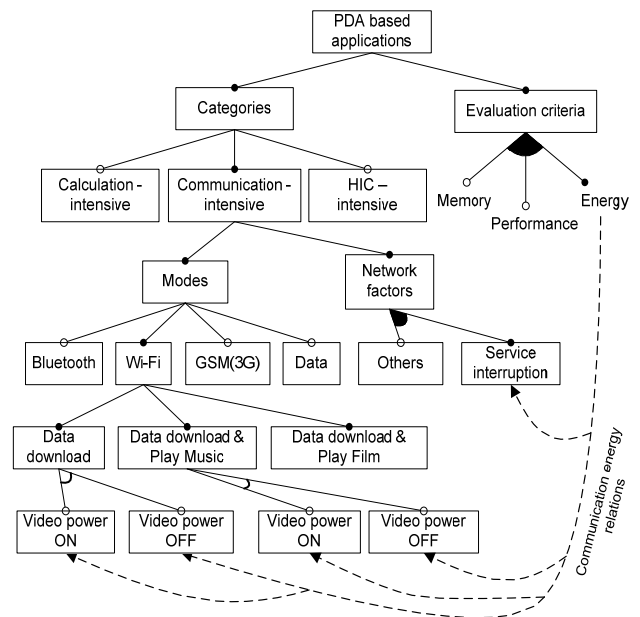 PDA based
applications
Categories
Evaluation criteria
Calculation -
intensive
Communication -
intensive
HIC –
intensive
Memory
Performance
Energy
Modes
Network
factors
Bluetooth
Wi-Fi
GSM(3G)
Data
Others
Service
interruption
Data
download
Data download &
Play Music
Data download &
Play Film
Video power
ON
Video power
OFF
Video power
ON
Video power
OFF
Communication energy
relations